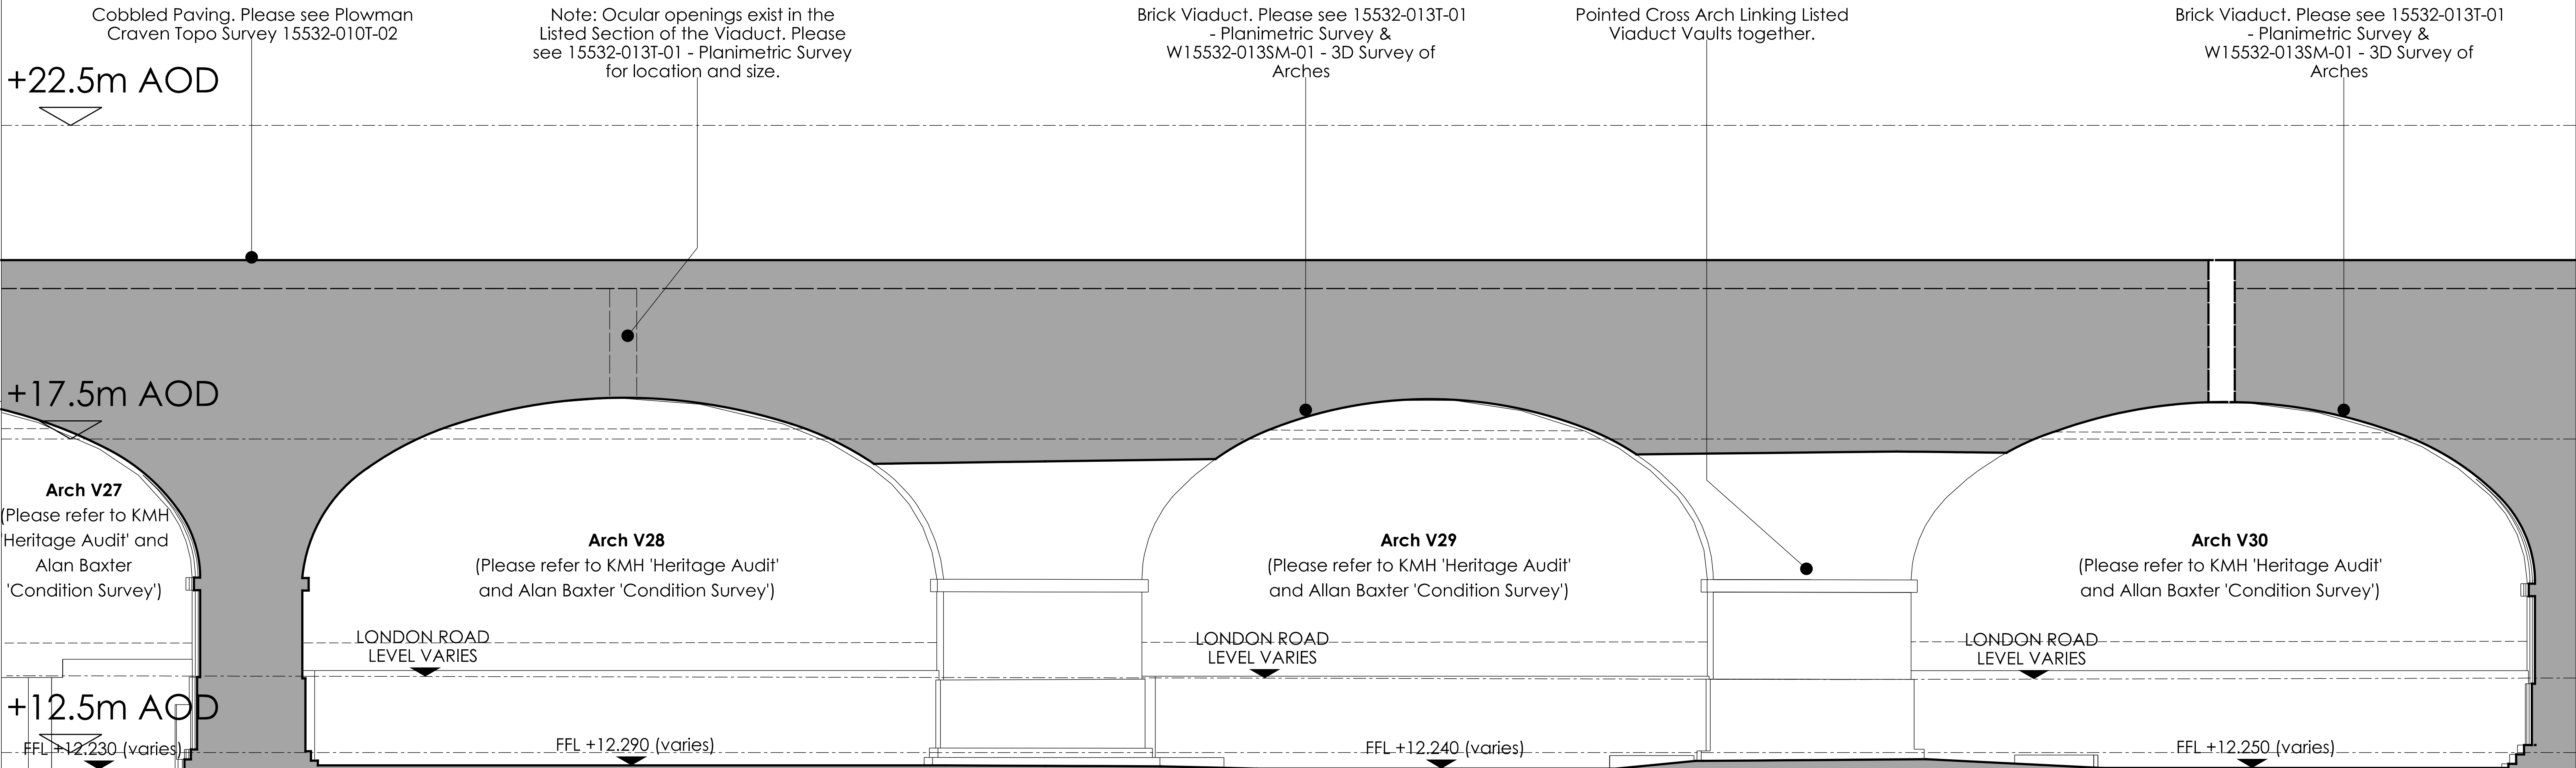 Cobbled Paving. Please see Plowman
Craven Topo Survey 15532-010T-02
Note: Ocular openings exist in the
Listed Section of the Viaduct. Please
see 15532-013T-01 - Planimetric Survey
for location and size.
Brick Viaduct. Please see 15532-013T-01
- Planimetric Survey &
W15532-013SM-01 - 3D Survey of
Arches
Pointed Cross Arch Linking Listed
Viaduct Vaults together.
Brick Viaduct. Please see 15532-013T-01
- Planimetric Survey &
W15532-013SM-01 - 3D Survey of
Arches
+22.5m AOD
+17.5m AOD
Arch V27
(Please refer to KMH
'Heritage Audit' and
Alan Baxter
'Condition Survey')
Arch V28
(Please refer to KMH 'Heritage Audit'
and Alan Baxter 'Condition Survey')
Arch V29
(Please refer to KMH 'Heritage Audit'
and Allan Baxter 'Condition Survey')
Arch V30
(Please refer to KMH 'Heritage Audit'
and Allan Baxter 'Condition Survey')
LONDON ROAD
LEVEL VARIES
LONDON ROAD
LEVEL VARIES
LONDON ROAD
LEVEL VARIES
+12.5m AOD
FFL +12.230 (varies)
FFL +12.290 (varies)
FFL +12.240 (varies)
FFL +12.250 (varies)